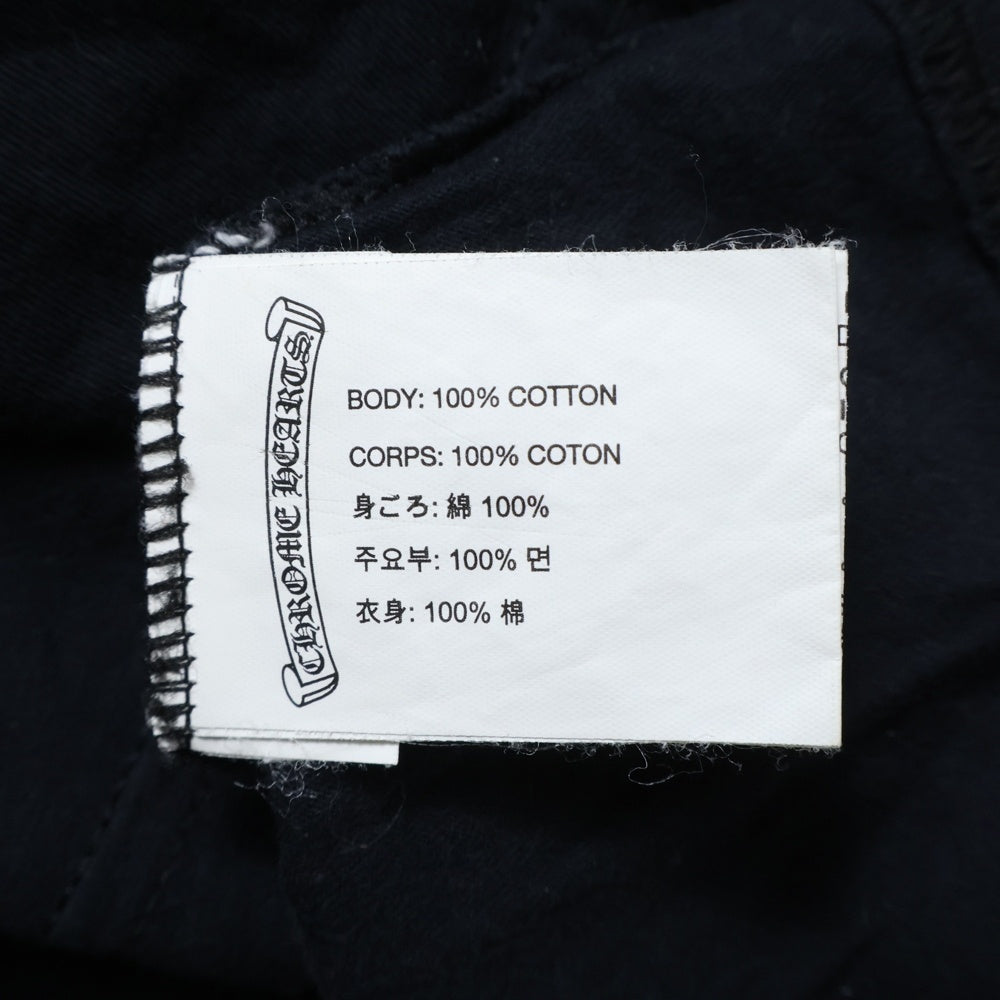 CHROME HEARTS
BODY: 100% COTTON
CORPS: 100% COTON
身ごろ: 綿 100%
주요부: 100% 면
衣身: 100% 棉